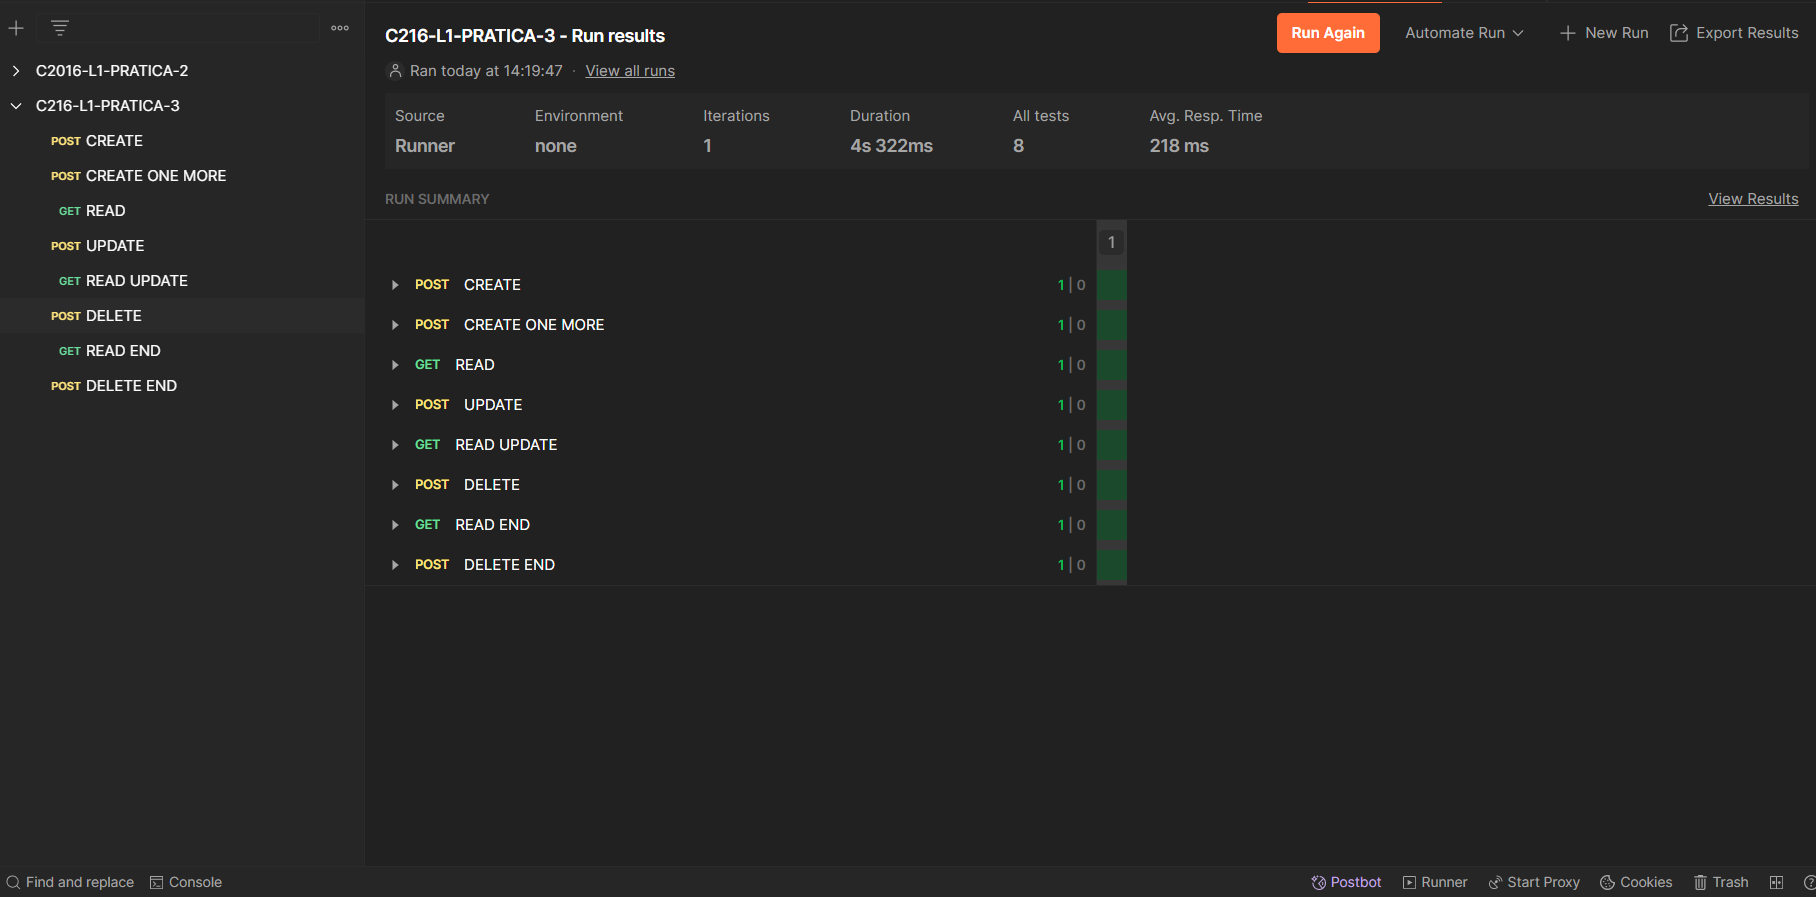 C2016-L1-PRATICA-2
C216-L1-PRATICA-3
POST CREATE
POST CREATE ONE MORE
GET READ
POST UPDATE
GET READ UPDATE
POST DELETE
GET READ END
POST DELETE END
C216-L1-PRATICA-3 - Run results
Run Again
Automate Run
New Run
Export Results
Ran today at 14:19:47 · View all runs
Source Environment Iterations Duration All tests Avg. Resp. Time
Runner none 1 4s 322ms 8 218 ms
RUN SUMMARY
View Results
1
POST CREATE 1 | 0
POST CREATE ONE MORE 1 | 0
GET READ 1 | 0
POST UPDATE 1 | 0
GET READ UPDATE 1 | 0
POST DELETE 1 | 0
GET READ END 1 | 0
POST DELETE END 1 | 0
Find and replace Console Postbot Runner Start Proxy Cookies Trash